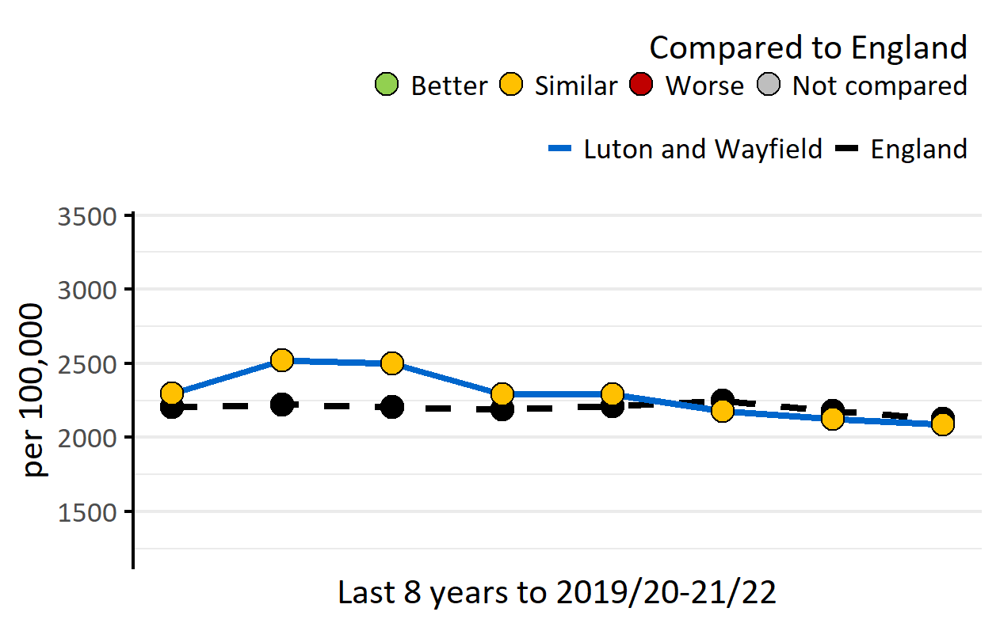 Compared to England
Better Similar Worse Not compared
Luton and Wayfield England
3500
3000
2500
2000
1500
per 100,000
Last 8 years to 2019/20-21/22